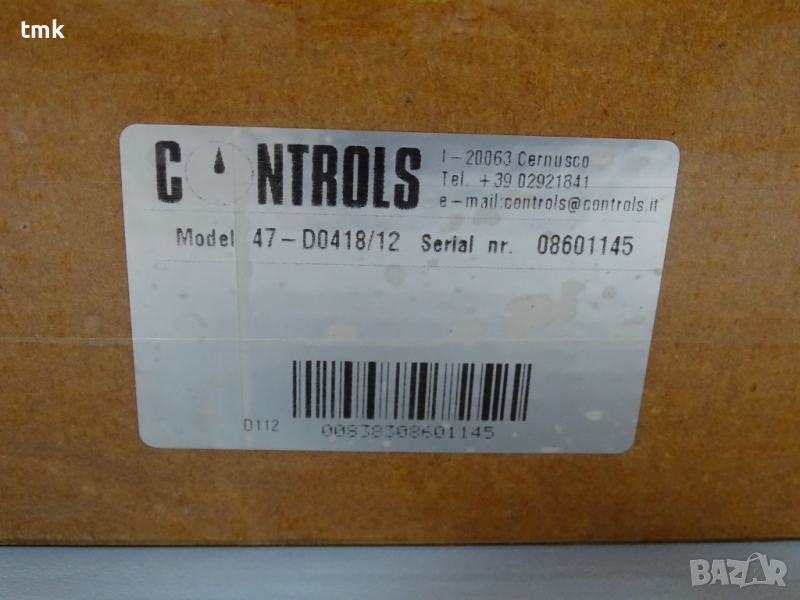 tmk
CONTROLS
I-20063 Cernusco
Tel. +39 02921841
e-mail:controls@controls.it
Model 47-D0418/12 Serial nr. 08601145
D112
00838308601145
BAZAR